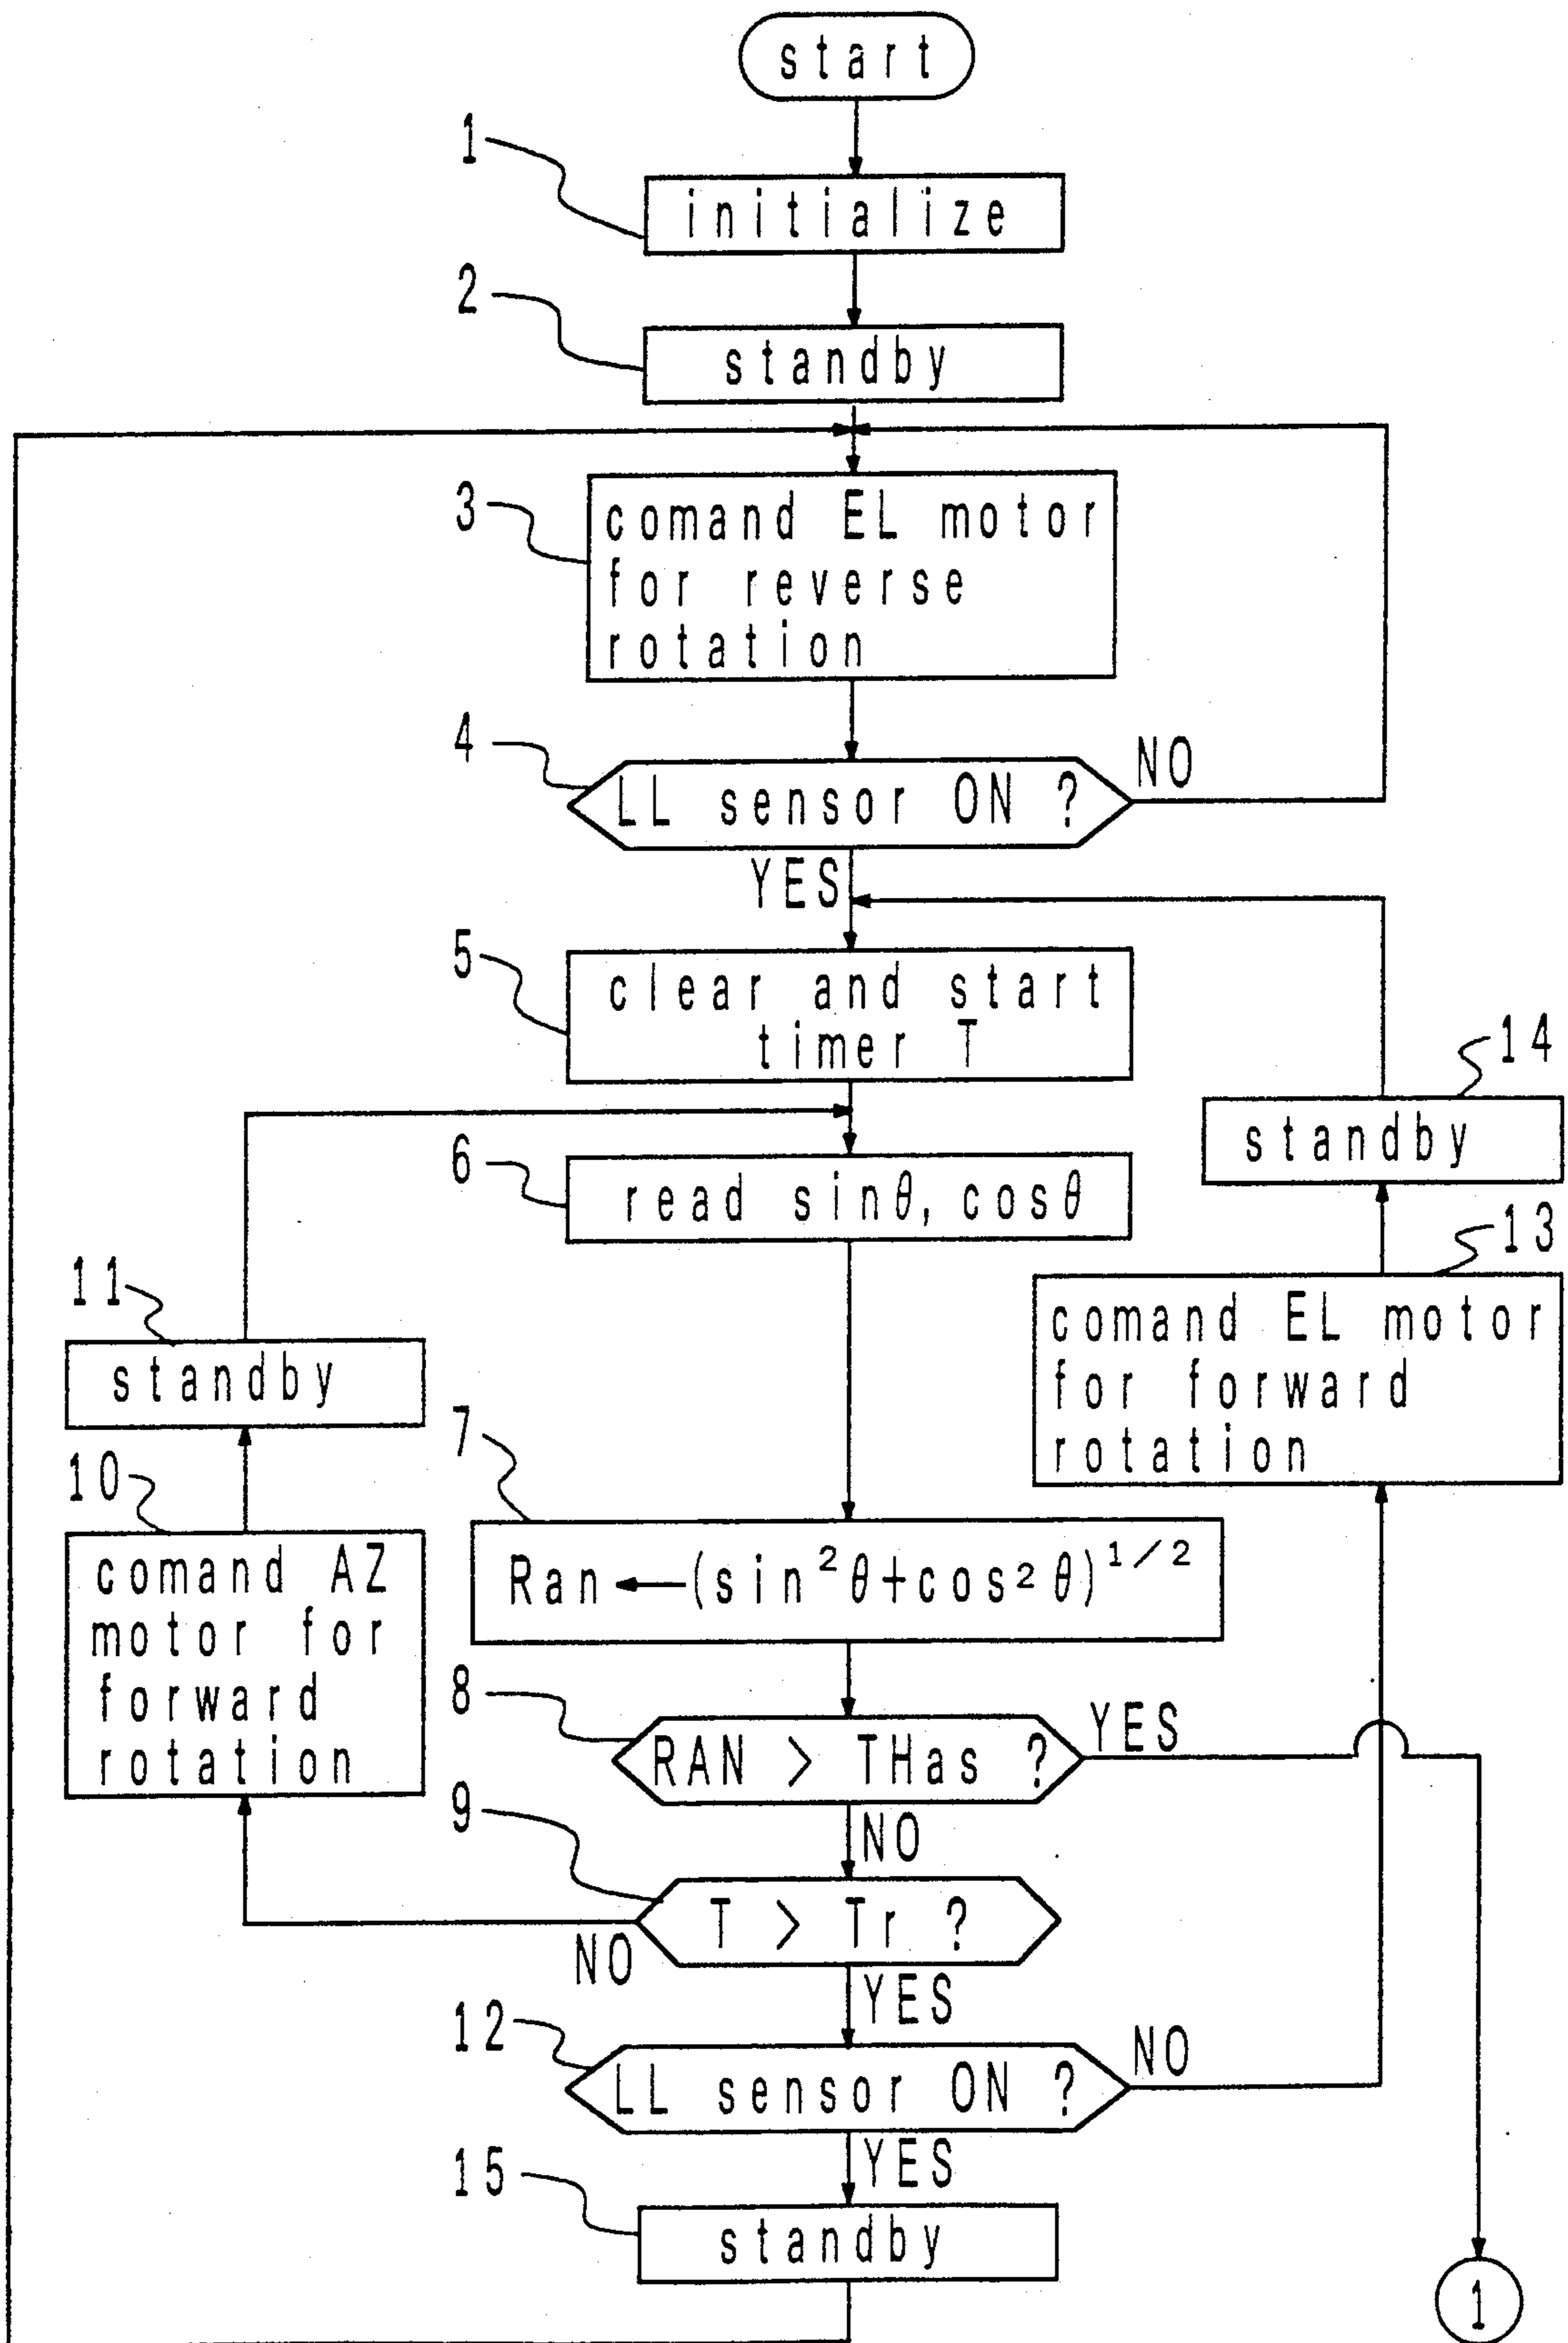 start
1
initialize
2
standby
3
comand EL motor
for reverse
rotation
4
LL sensor ON ?
NO
YES
5
clear and start
timer T
14
standby
6
read sinθ, cosθ
13
comand EL motor
for forward
rotation
11
standby
7
Ran ← (sin²θ+cos²θ)^1/2
10
comand AZ
motor for
forward
rotation
8
RAN > THas ?
YES
NO
9
T > Tr ?
NO
YES
12
LL sensor ON ?
NO
YES
15
standby
1